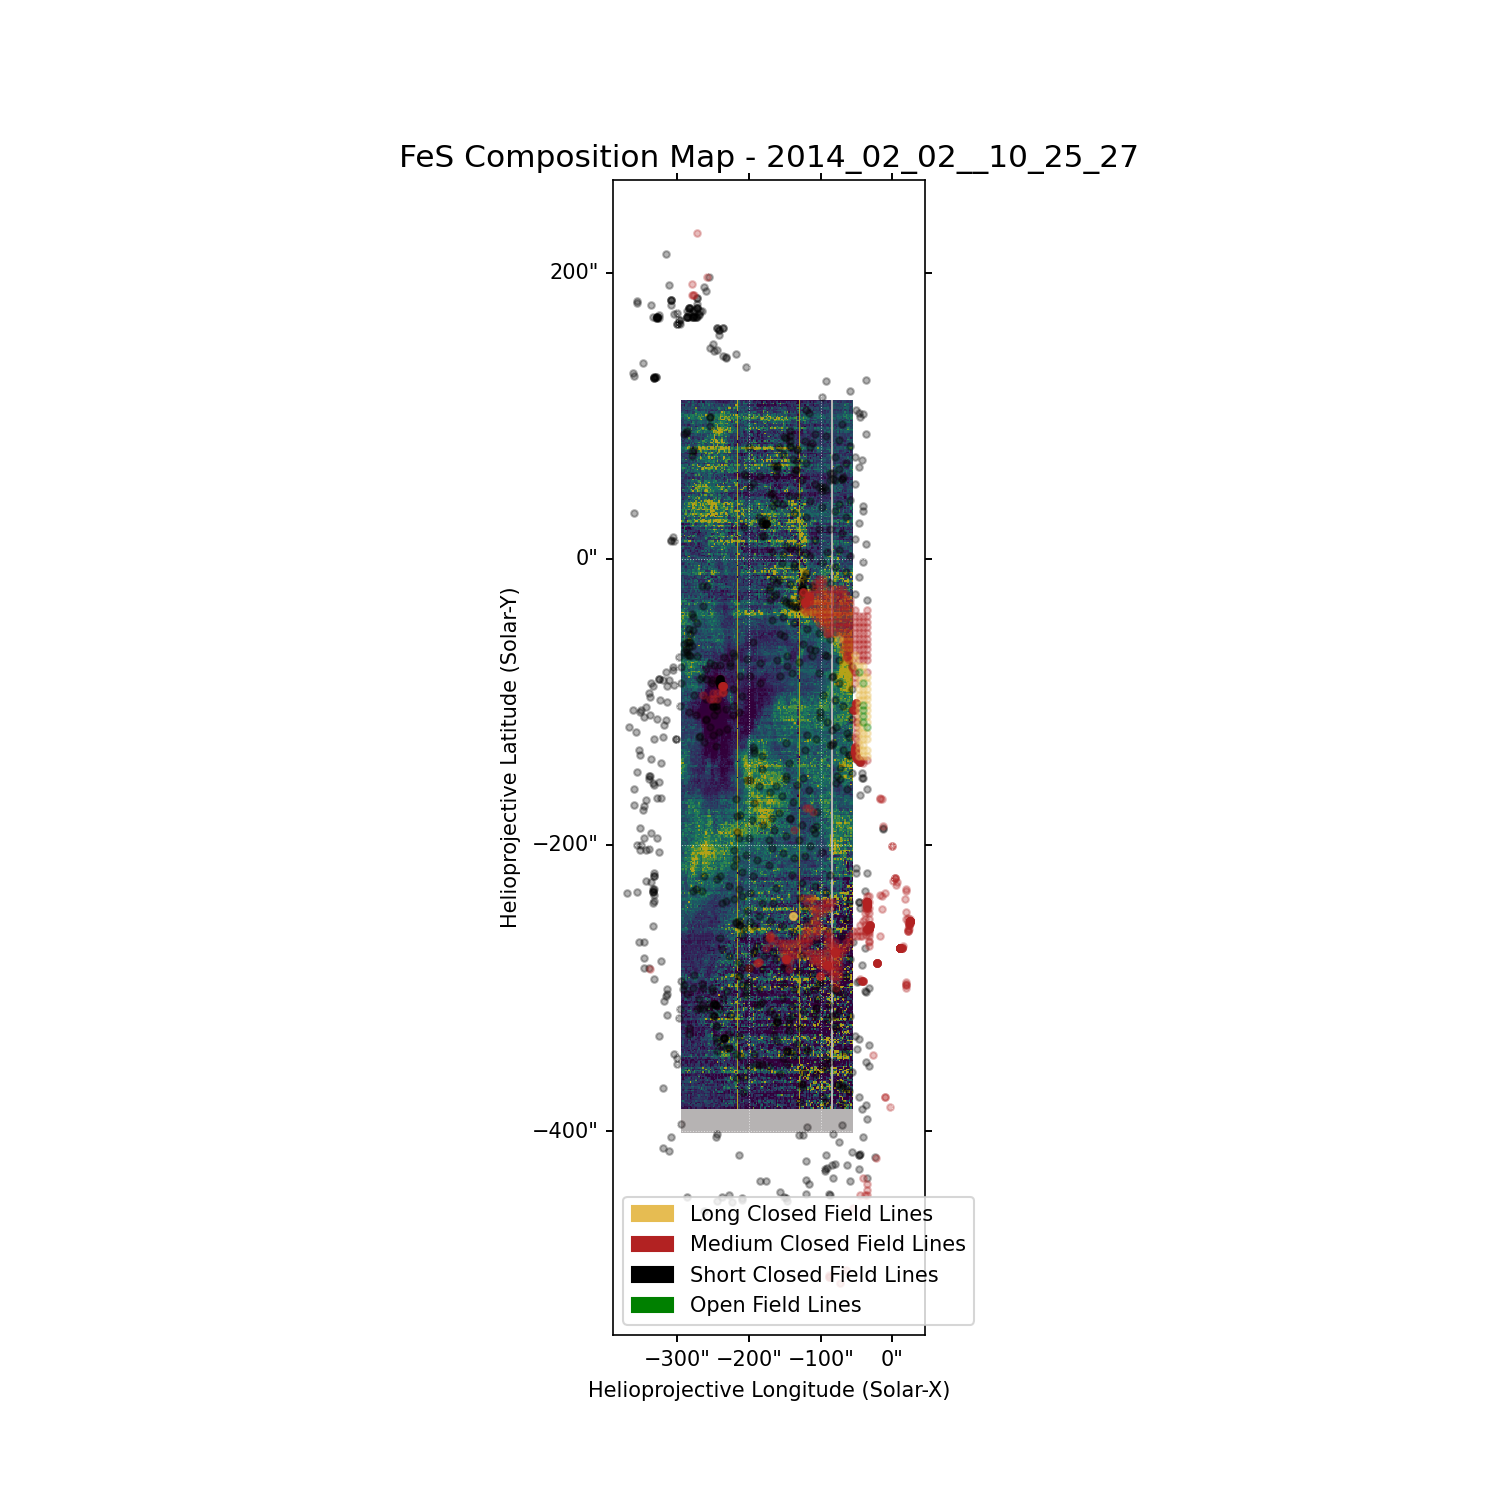 FeS Composition Map - 2014_02_02__10_25_27
200"
0"
−200"
−400"
Helioprojective Latitude (Solar-Y)
Long Closed Field Lines
Medium Closed Field Lines
Short Closed Field Lines
Open Field Lines
−300" −200" −100" 0"
Helioprojective Longitude (Solar-X)